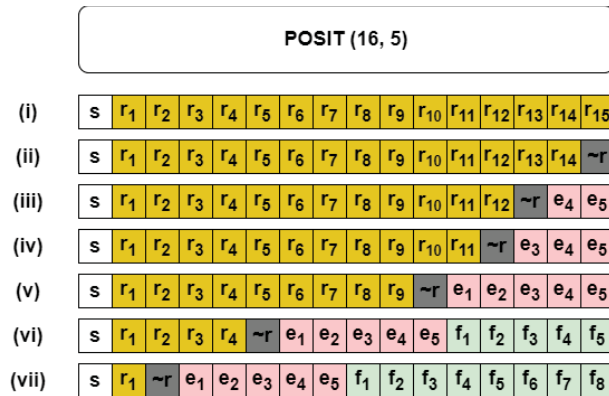 POSIT (16, 5)
(i) s r1 r2 r3 r4 r5 r6 r7 r8 r9 r10 r11 r12 r13 r14 r15
(ii) s r1 r2 r3 r4 r5 r6 r7 r8 r9 r10 r11 r12 r13 r14 ~r
(iii) s r1 r2 r3 r4 r5 r6 r7 r8 r9 r10 r11 r12 ~r e4 e5
(iv) s r1 r2 r3 r4 r5 r6 r7 r8 r9 r10 r11 ~r e3 e4 e5
(v) s r1 r2 r3 r4 r5 r6 r7 r8 r9 ~r e1 e2 e3 e4 e5
(vi) s r1 r2 r3 r4 ~r e1 e2 e3 e4 e5 f1 f2 f3 f4 f5
(vii) s r1 ~r e1 e2 e3 e4 e5 f1 f2 f3 f4 f5 f6 f7 f8